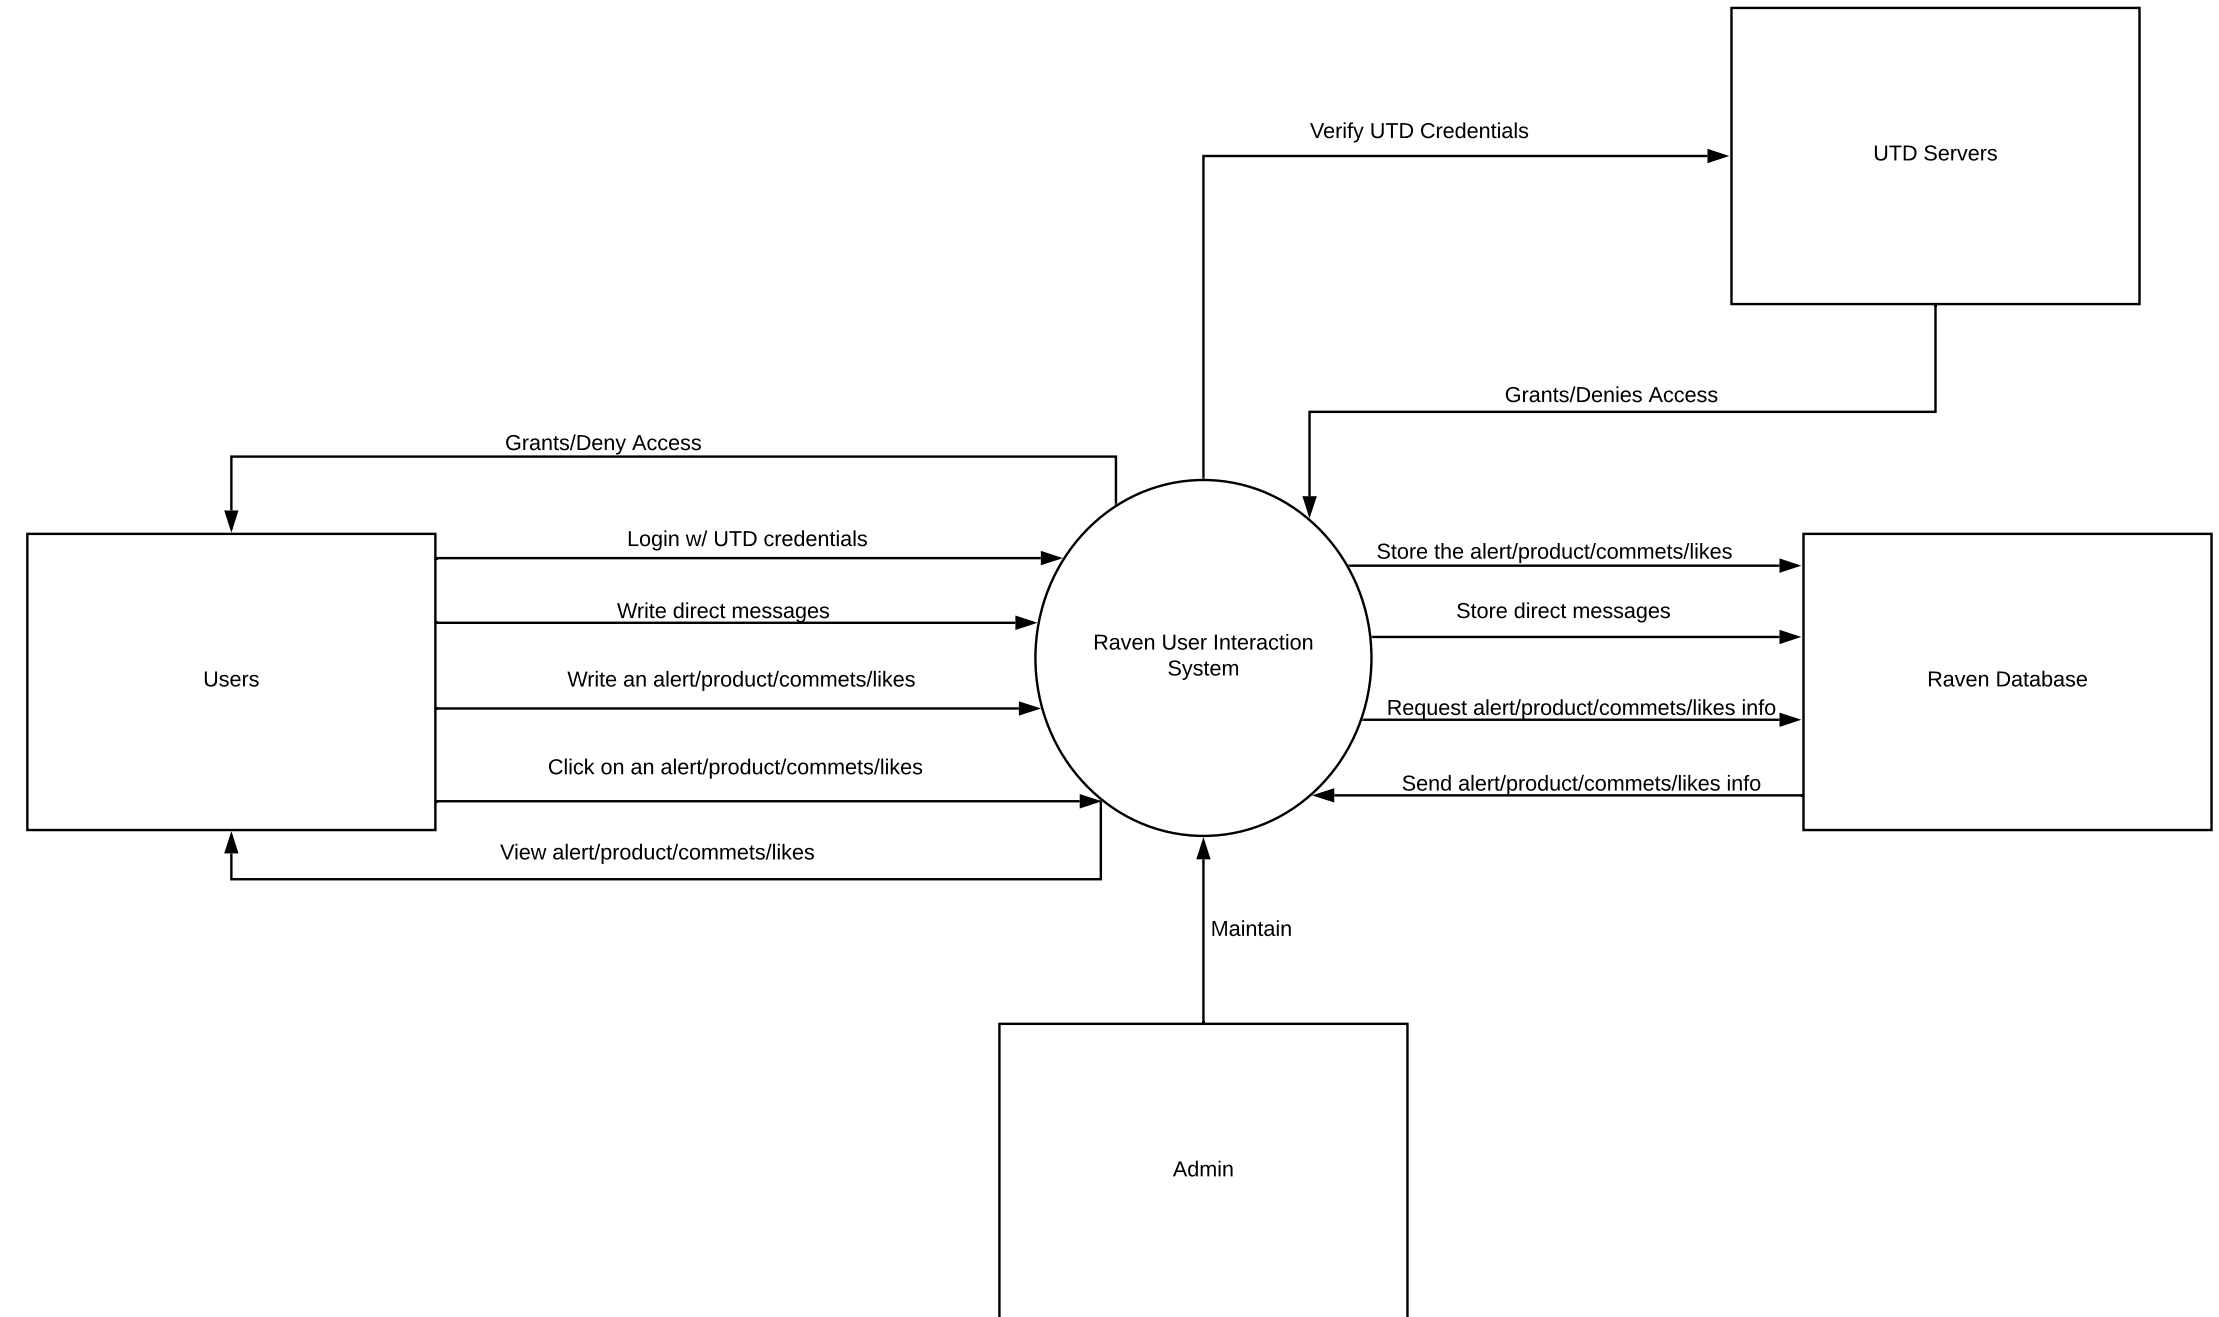 Verify UTD Credentials
UTD Servers
Grants/Denies Access
Grants/Deny Access
Login w/ UTD credentials
Store the alert/product/commets/likes
Write direct messages
Store direct messages
Raven User Interaction
System
Users
Write an alert/product/commets/likes
Raven Database
Request alert/product/commets/likes info
Click on an alert/product/commets/likes
Send alert/product/commets/likes info
View alert/product/commets/likes
Maintain
Admin